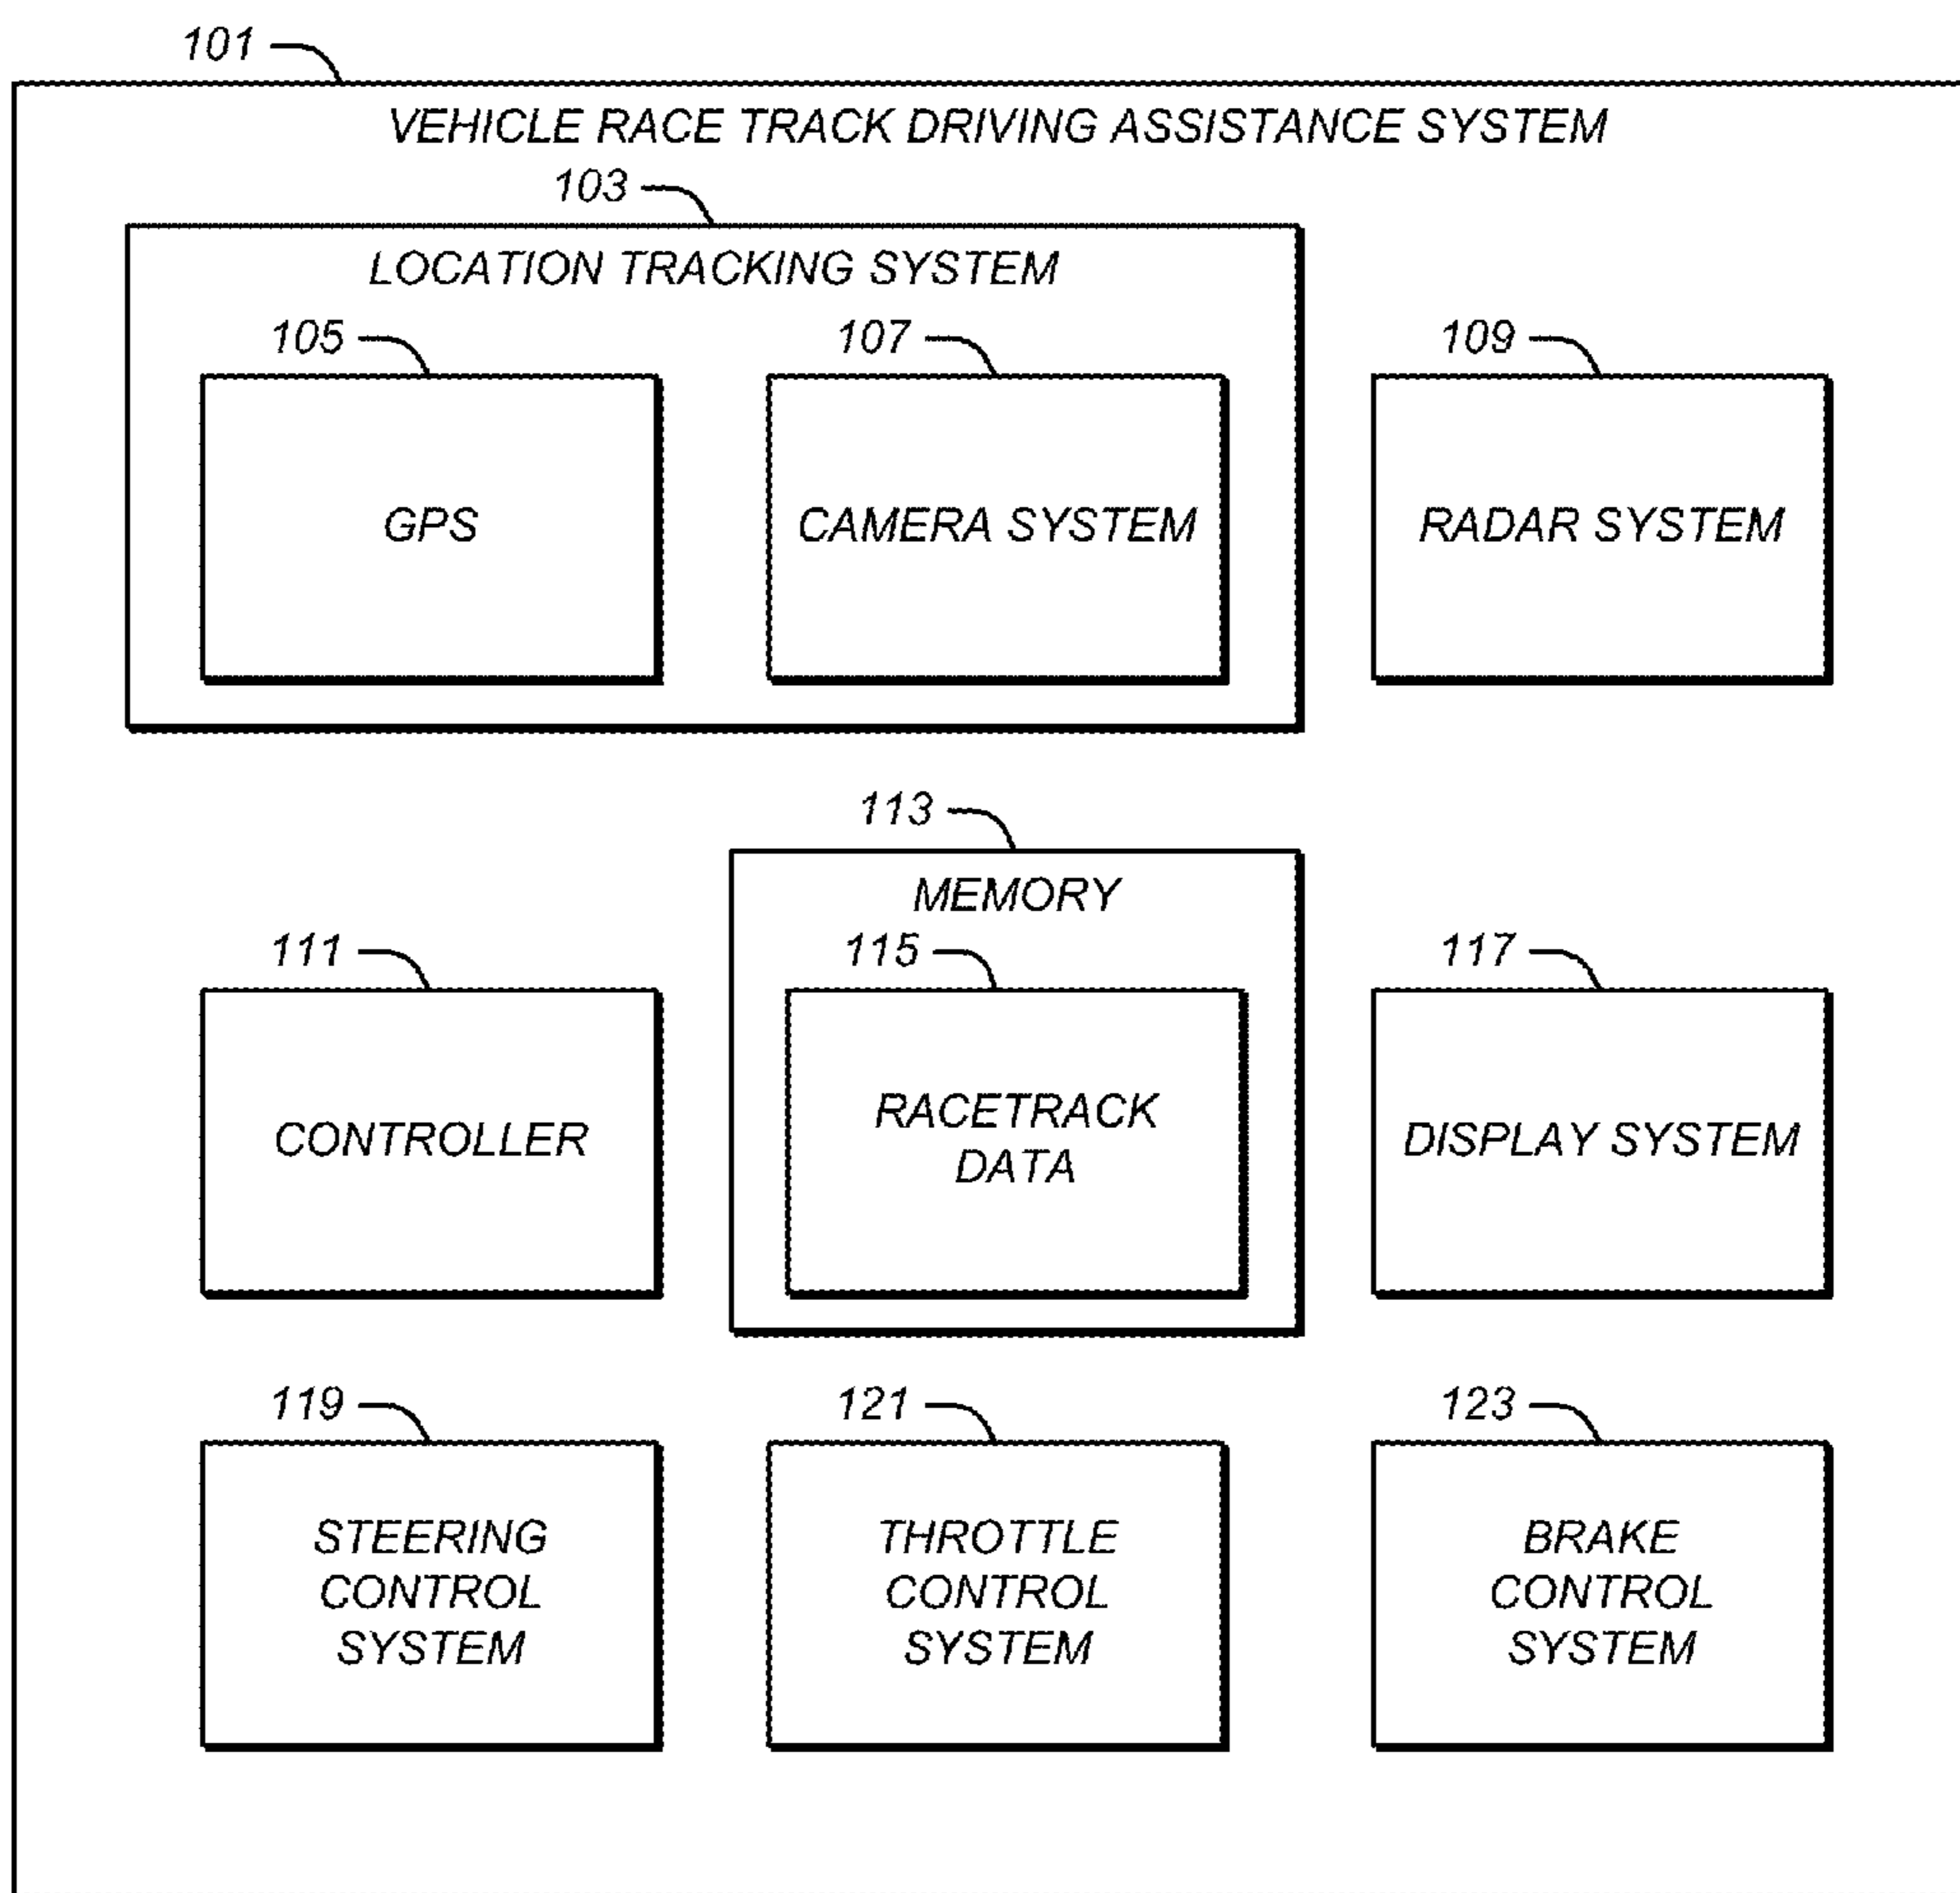 101
VEHICLE RACE TRACK DRIVING ASSISTANCE SYSTEM
103
LOCATION TRACKING SYSTEM
105
107
109
GPS
CAMERA SYSTEM
RADAR SYSTEM
113
MEMORY
111
115
117
CONTROLLER
RACETRACK
DATA
DISPLAY SYSTEM
119
121
123
STEERING
CONTROL
SYSTEM
THROTTLE
CONTROL
SYSTEM
BRAKE
CONTROL
SYSTEM